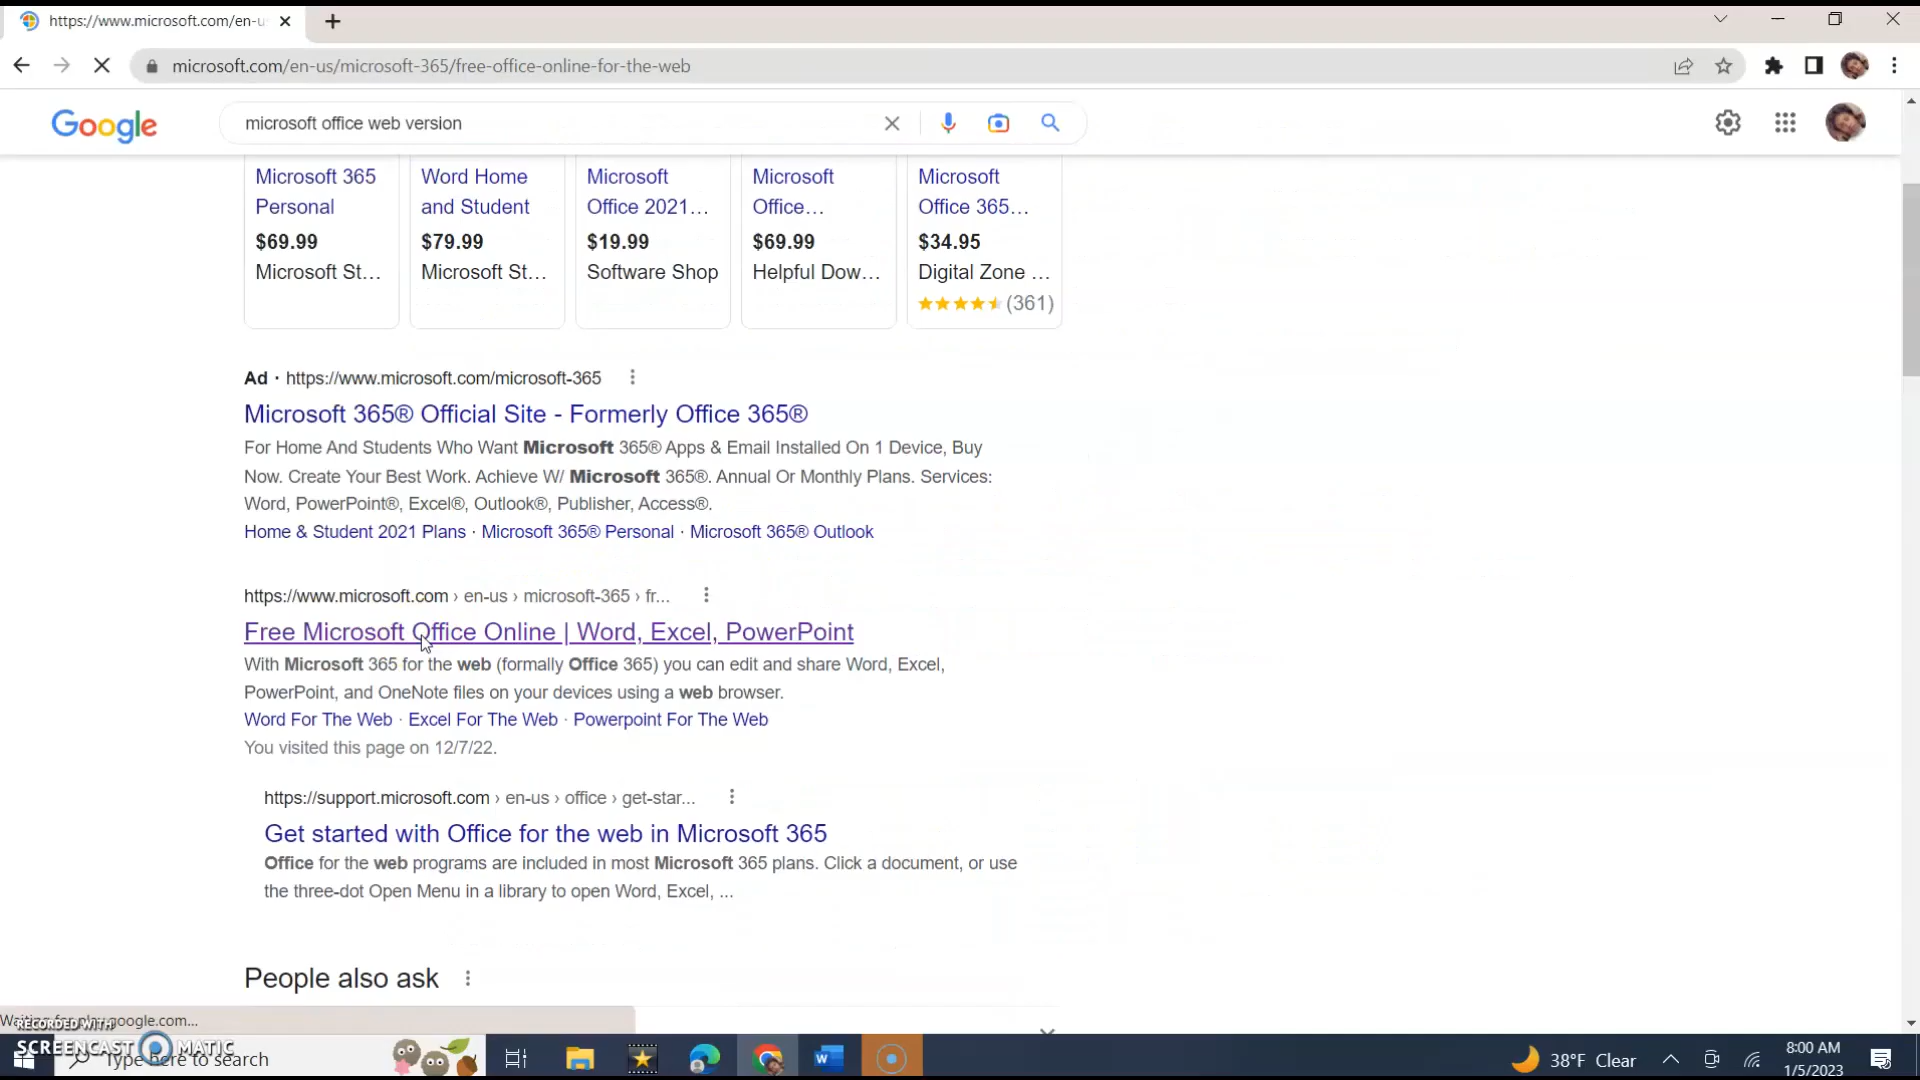 https://www.microsoft.com/en-u
microsoft.com/en-us/microsoft-365/free-office-online-for-the-web
Google
microsoft office web version
Microsoft 365 Personal
$69.99
Microsoft St...
Word Home and Student
$79.99
Microsoft St...
Microsoft Office 2021...
$19.99
Software Shop
Microsoft Office...
$69.99
Helpful Dow...
Microsoft Office 365...
$34.95
Digital Zone ...
(361)
Ad · https://www.microsoft.com/microsoft-365
Microsoft 365® Official Site - Formerly Office 365®
For Home And Students Who Want Microsoft 365® Apps & Email Installed On 1 Device, Buy
Now. Create Your Best Work. Achieve W/ Microsoft 365®. Annual Or Monthly Plans. Services:
Word, PowerPoint®, Excel®, Outlook®, Publisher, Access®.
Home & Student 2021 Plans · Microsoft 365® Personal · Microsoft 365® Outlook
https://www.microsoft.com › en-us › microsoft-365 › fr...
Free Microsoft Office Online | Word, Excel, PowerPoint
With Microsoft 365 for the web (formally Office 365) you can edit and share Word, Excel,
PowerPoint, and OneNote files on your devices using a web browser.
Word For The Web · Excel For The Web · Powerpoint For The Web
You visited this page on 12/7/22.
https://support.microsoft.com › en-us › office › get-star...
Get started with Office for the web in Microsoft 365
Office for the web programs are included in most Microsoft 365 plans. Click a document, or use
the three-dot Open Menu in a library to open Word, Excel, ...
People also ask
Waiting for play.google.com...
RECORDED WITH
SCREENCAST MATIC
Type here to search
38°F Clear
8:00 AM
1/5/2023